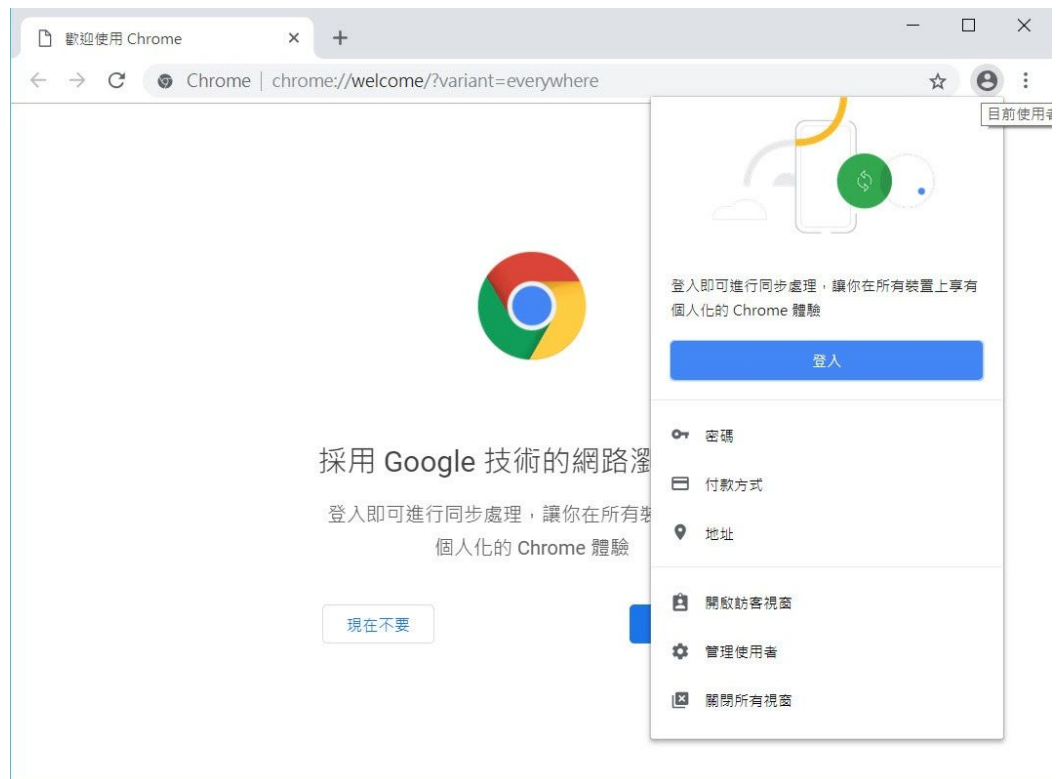 歡迎使用 Chrome
Chrome | chrome://welcome/?variant=everywhere
目前使用者
登入即可進行同步處理，讓你在所有裝置上享有
個人化的 Chrome 體驗
登入
密碼
付款方式
地址
開啟訪客視窗
管理使用者
關閉所有視窗
採用 Google 技術的網路瀏
登入即可進行同步處理，讓你在所有裝
個人化的 Chrome 體驗
現在不要